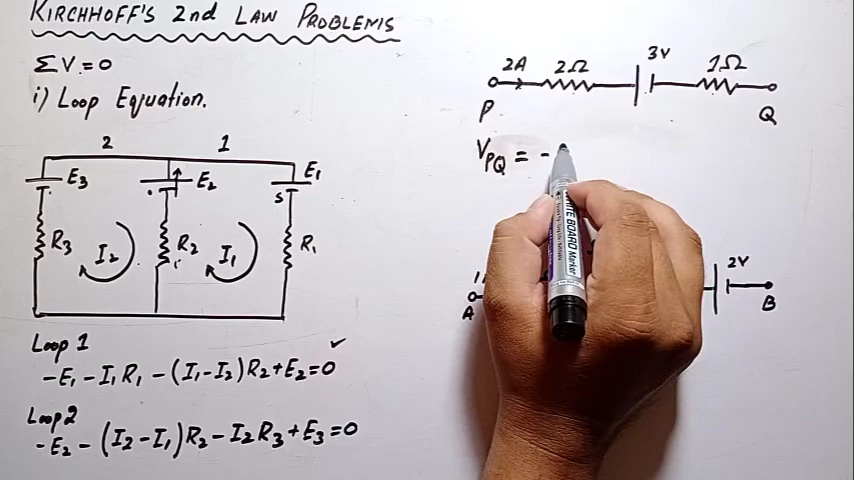 KIRCHHOFF'S 2nd LAW PROBLEMS
ΣV=0
i) Loop Equation.
2 1
E3 E2 E1
S
R3 I2 R2 I1 R1
Loop 1
-E1 - I1R1 - (I1-I2)R2+E2=0 ✓
Loop2
-E2 - (I2-I1)R2-I2R3+E3=0
2A 2Ω 3V 1Ω
P Q
VPQ = -
WHITE BOARD Marker
2V
A B